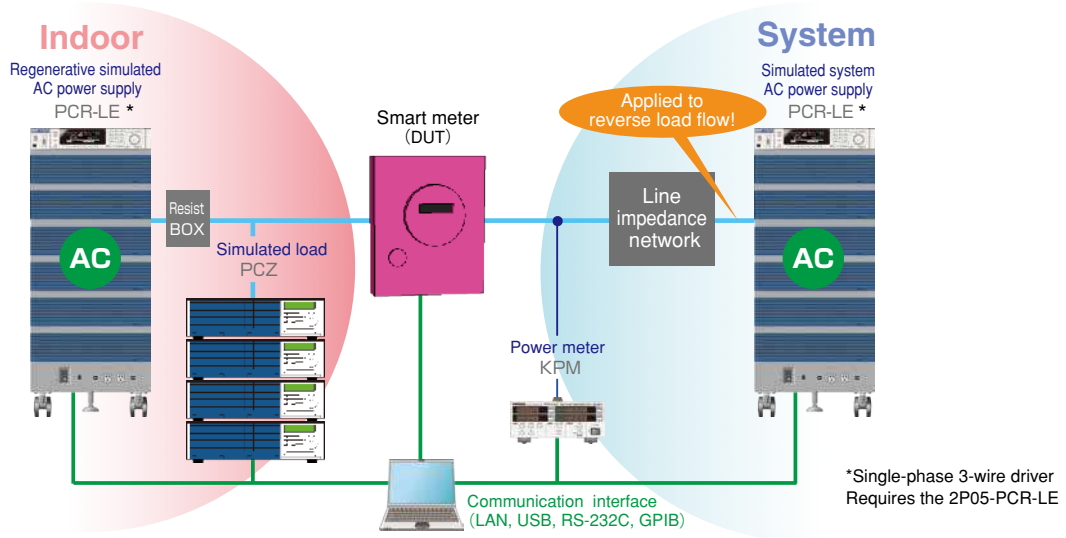 Indoor
Regenerative simulated
AC power supply
PCR-LE *
AC
Resist
BOX
Simulated load
PCZ
Smart meter
(DUT)
Applied to
reverse load flow!
Line
impedance
network
Power meter
KPM
System
Simulated system
AC power supply
PCR-LE *
AC
Communication interface
(LAN, USB, RS-232C, GPIB)
*Single-phase 3-wire driver
Requires the 2P05-PCR-LE